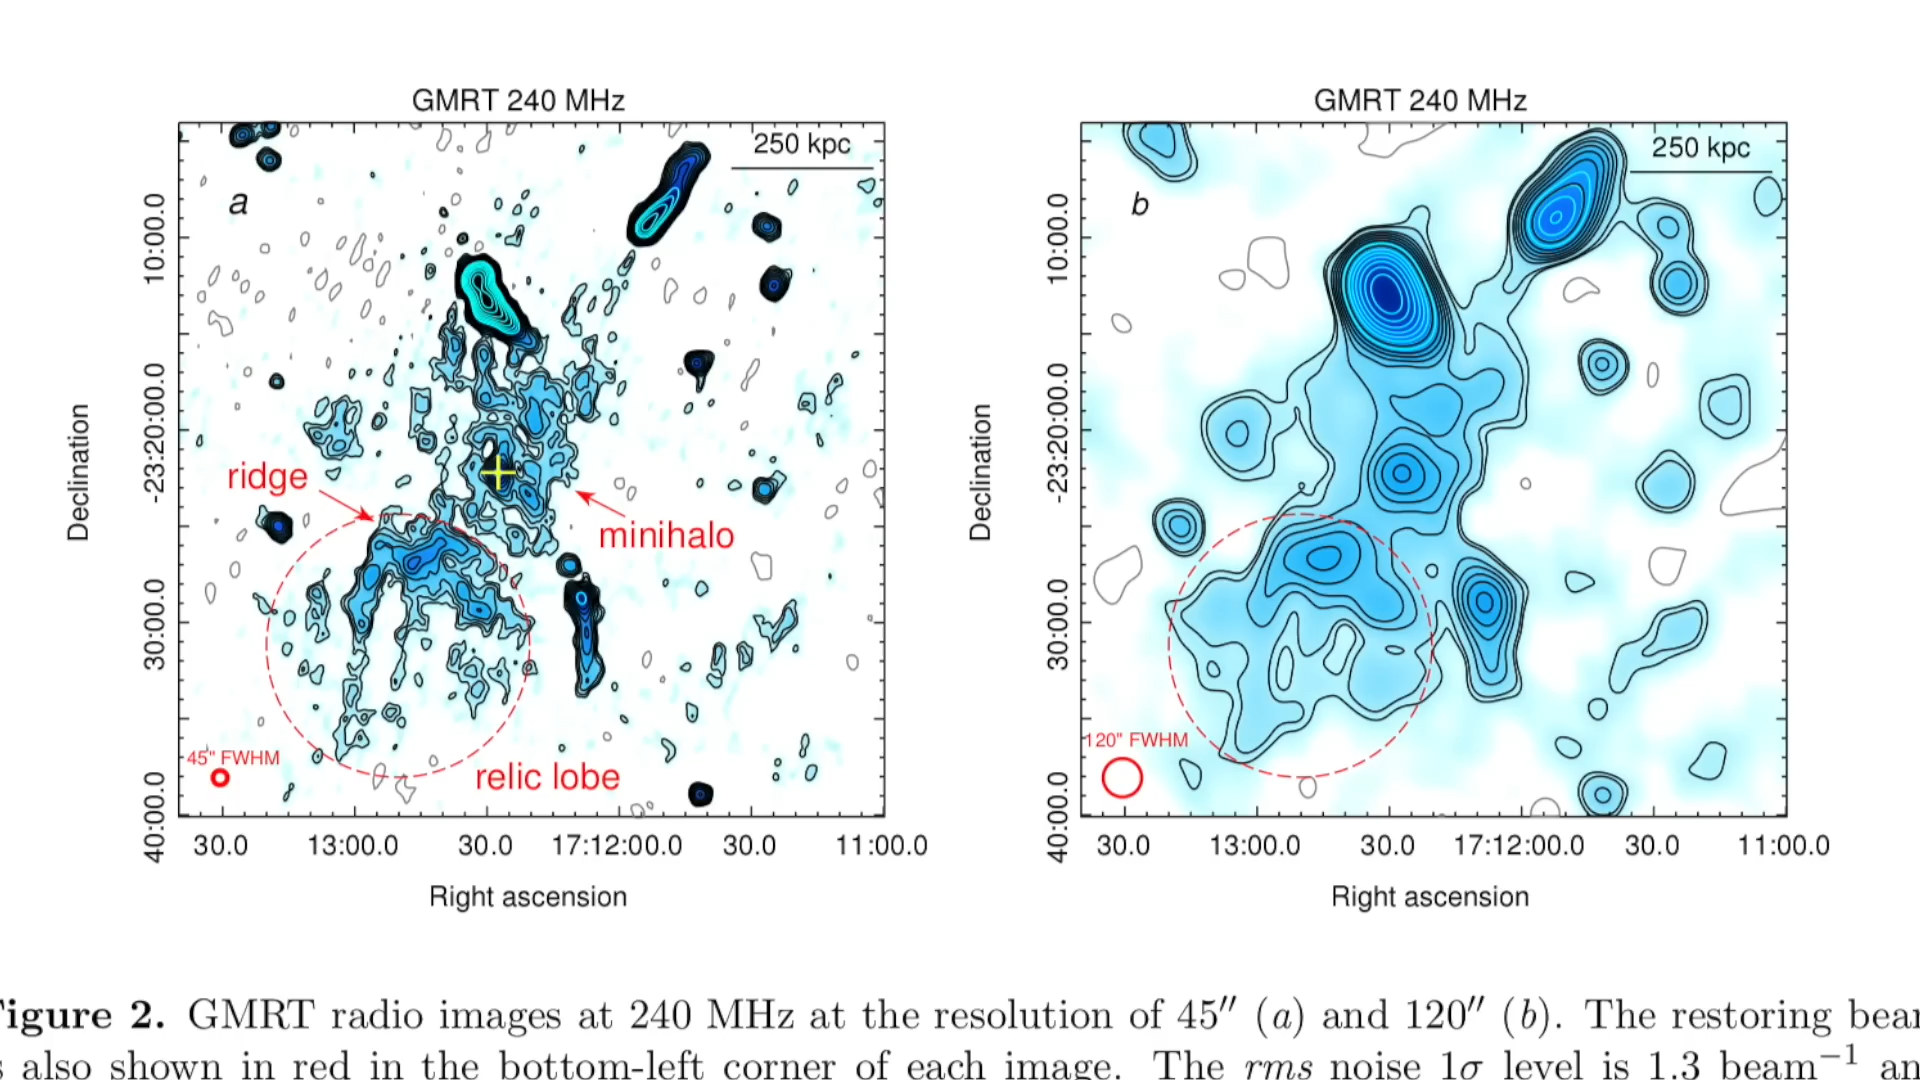 GMRT 240 MHz
250 kpc
a
10:00.0
-23:20:00.0
30:00.0
40:00.0
Declination
ridge
minihalo
45" FWHM
relic lobe
30.0 13:00.0 30.0 17:12:00.0 30.0 11:00.0
Right ascension
GMRT 240 MHz
250 kpc
b
10:00.0
-23:20:00.0
30:00.0
40:00.0
Declination
120" FWHM
30.0 13:00.0 30.0 17:12:00.0 30.0 11:00.0
Right ascension
igure 2. GMRT radio images at 240 MHz at the resolution of 45″ (a) and 120″ (b). The restoring bea
s also shown in red in the bottom-left corner of each image. The rms noise 1σ level is 1.3 beam⁻¹ an